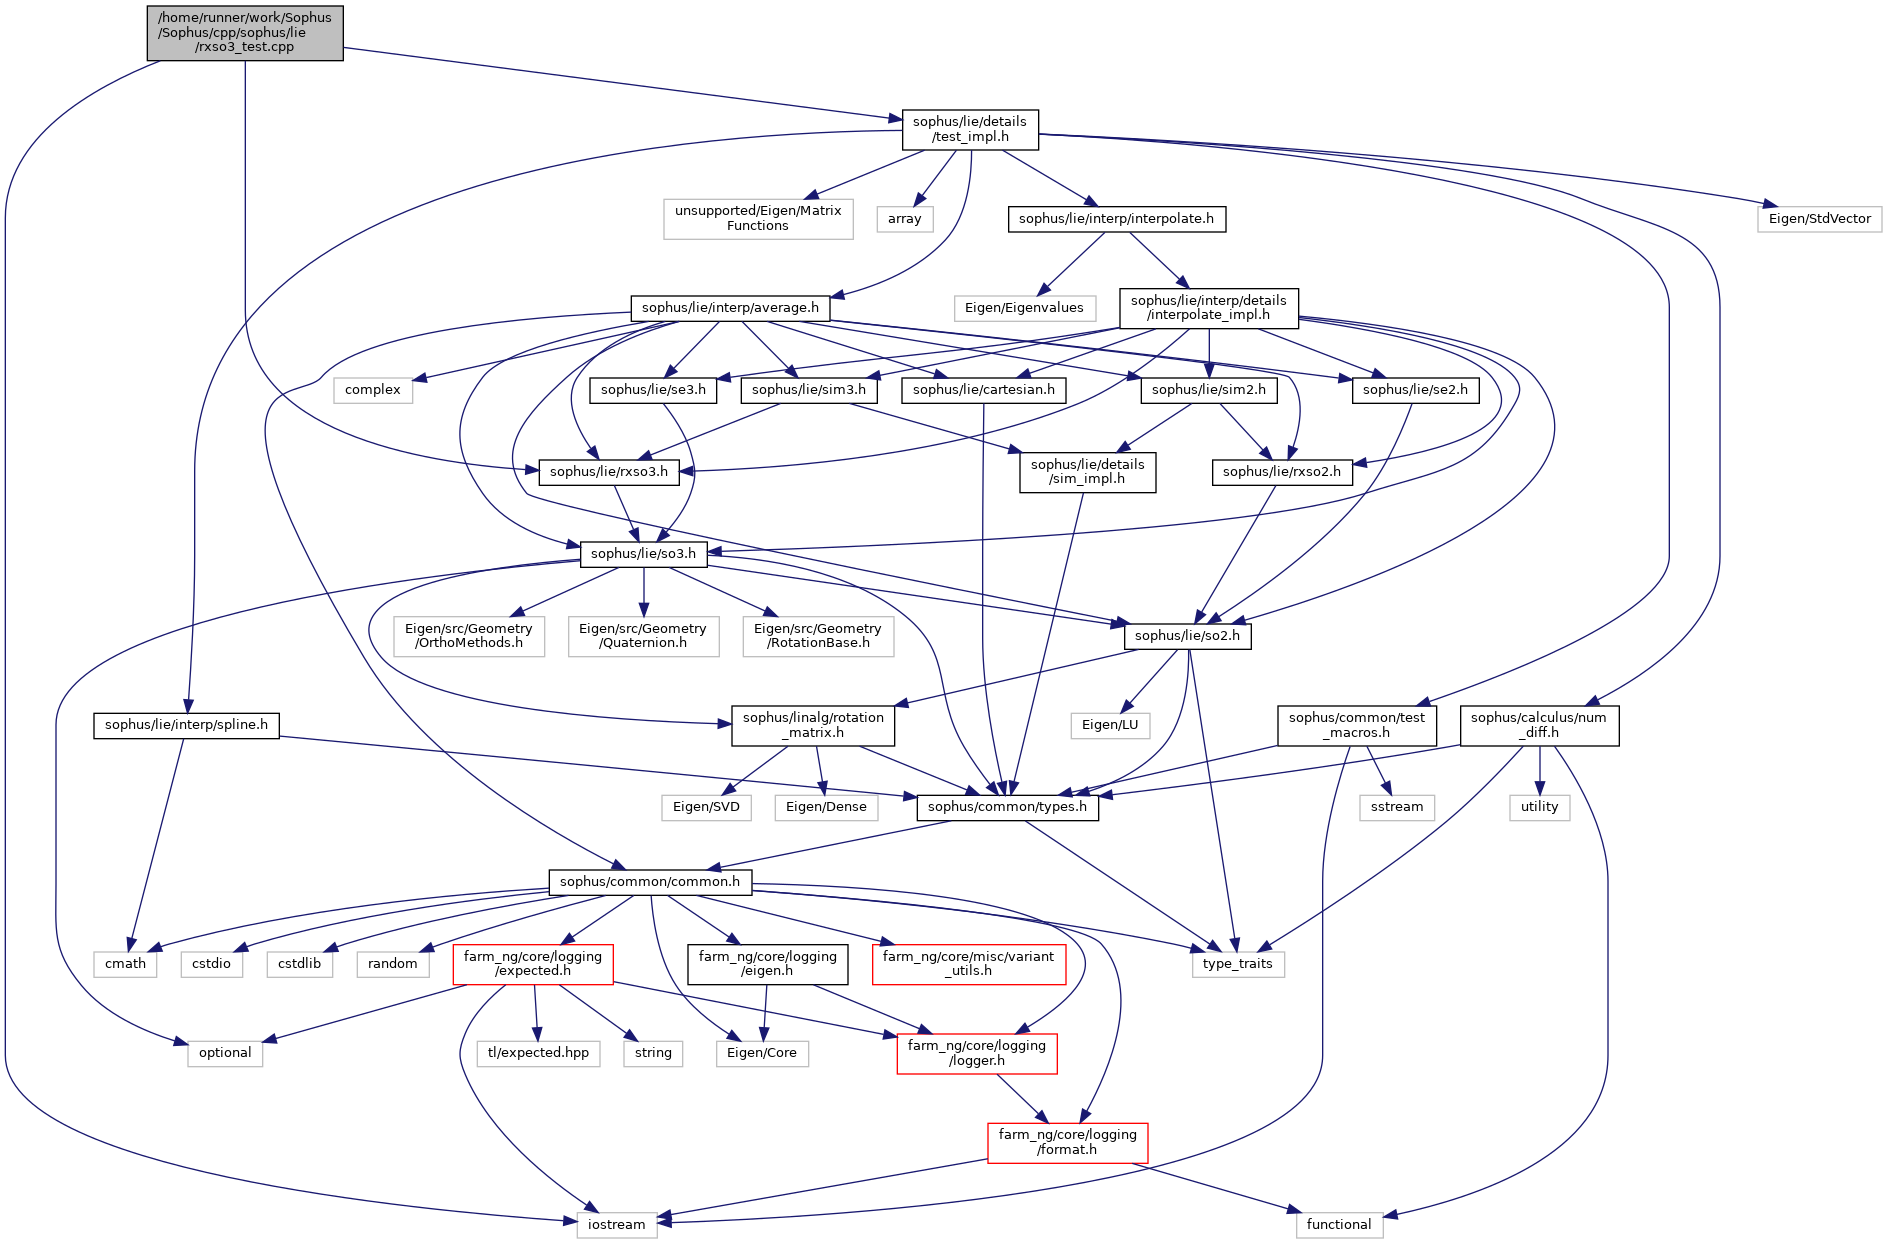 /home/runner/work/Sophus
/Sophus/cpp/sophus/lie
/rxso3_test.cpp
sophus/lie/details
/test_impl.h
unsupported/Eigen/Matrix
Functions
array
sophus/lie/interp/interpolate.h
Eigen/StdVector
sophus/lie/interp/average.h
Eigen/Eigenvalues
sophus/lie/interp/details
/interpolate_impl.h
complex
sophus/lie/se3.h
sophus/lie/sim3.h
sophus/lie/cartesian.h
sophus/lie/sim2.h
sophus/lie/se2.h
sophus/lie/rxso3.h
sophus/lie/details
/sim_impl.h
sophus/lie/rxso2.h
sophus/lie/so3.h
Eigen/src/Geometry
/OrthoMethods.h
Eigen/src/Geometry
/Quaternion.h
Eigen/src/Geometry
/RotationBase.h
sophus/lie/so2.h
sophus/lie/interp/spline.h
sophus/linalg/rotation
_matrix.h
Eigen/LU
sophus/common/test
_macros.h
sophus/calculus/num
_diff.h
Eigen/SVD
Eigen/Dense
sophus/common/types.h
sstream
utility
sophus/common/common.h
cmath
cstdio
cstdlib
random
farm_ng/core/logging
/expected.h
farm_ng/core/logging
/eigen.h
farm_ng/core/misc/variant
_utils.h
type_traits
optional
tl/expected.hpp
string
Eigen/Core
farm_ng/core/logging
/logger.h
farm_ng/core/logging
/format.h
iostream
functional